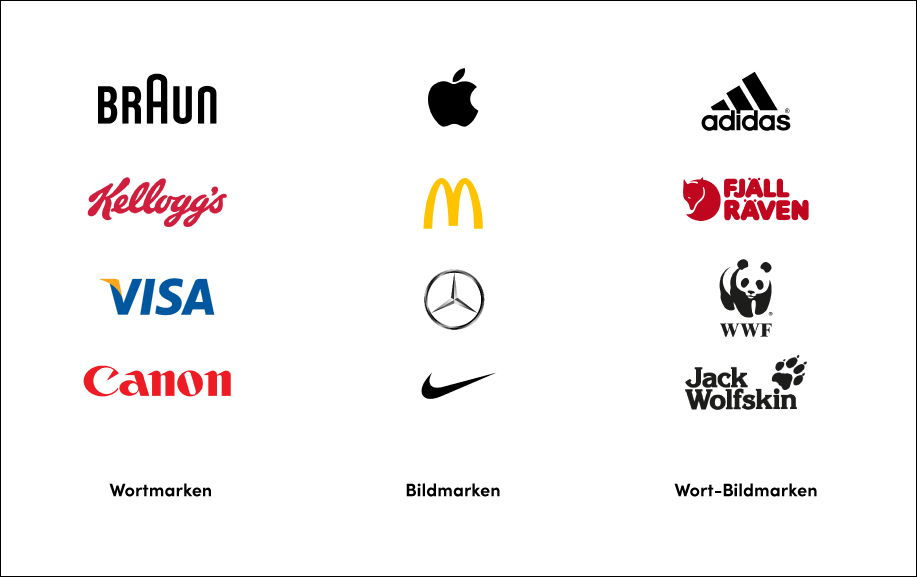 BRAUN
Kellogg's
VISA
Canon
M
adidas®
FJÄLL
RÄVEN
®
WWF
Jack
Wolfskin
Wortmarken
Bildmarken
Wort-Bildmarken